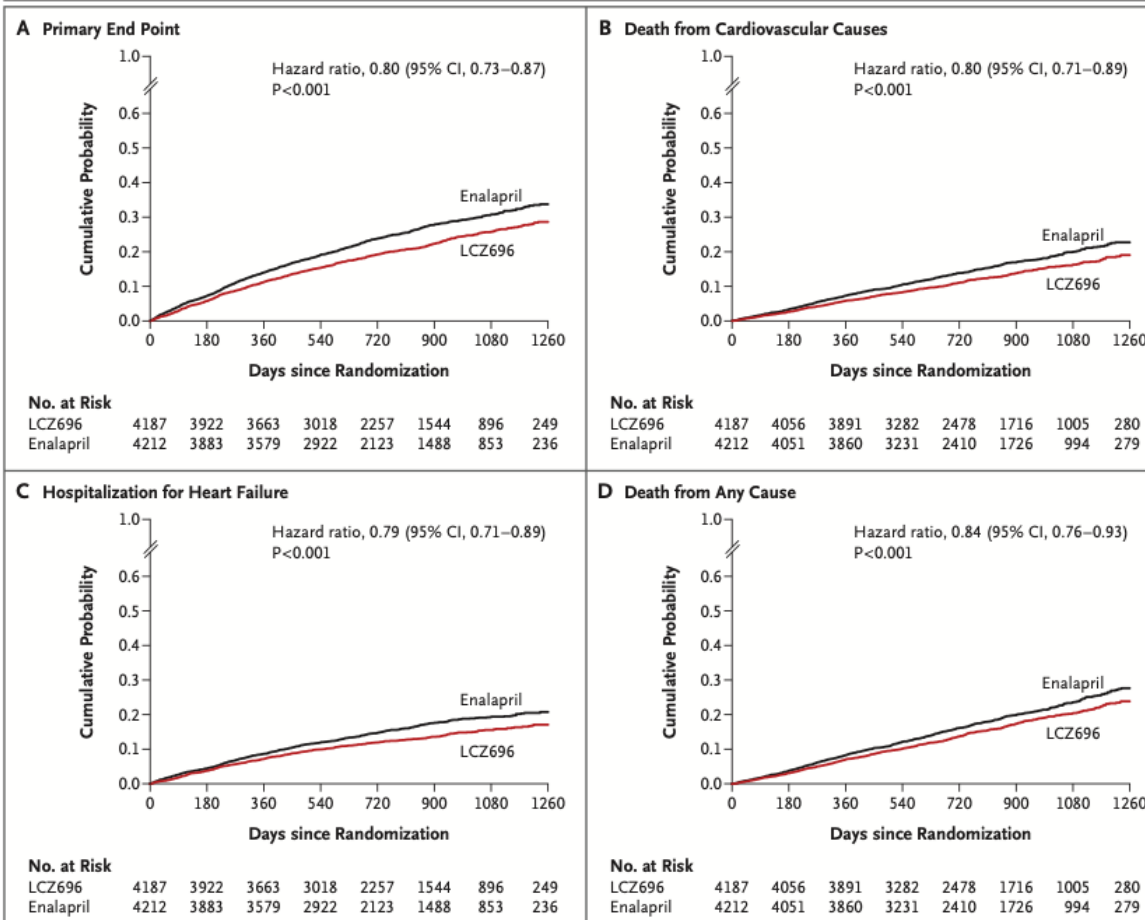 A Primary End Point
1.0
0.6
0.5
0.4
0.3
0.2
0.1
0.0
Cumulative Probability
Hazard ratio, 0.80 (95% CI, 0.73–0.87)
P<0.001
Enalapril
LCZ696
0 180 360 540 720 900 1080 1260
Days since Randomization
No. at Risk
LCZ696 4187 3922 3663 3018 2257 1544 896 249
Enalapril 4212 3883 3579 2922 2123 1488 853 236
B Death from Cardiovascular Causes
1.0
0.6
0.5
0.4
0.3
0.2
0.1
0.0
Cumulative Probability
Hazard ratio, 0.80 (95% CI, 0.71–0.89)
P<0.001
Enalapril
LCZ696
0 180 360 540 720 900 1080 1260
Days since Randomization
No. at Risk
LCZ696 4187 4056 3891 3282 2478 1716 1005 280
Enalapril 4212 4051 3860 3231 2410 1726 994 279
C Hospitalization for Heart Failure
1.0
0.6
0.5
0.4
0.3
0.2
0.1
0.0
Cumulative Probability
Hazard ratio, 0.79 (95% CI, 0.71–0.89)
P<0.001
Enalapril
LCZ696
0 180 360 540 720 900 1080 1260
Days since Randomization
No. at Risk
LCZ696 4187 3922 3663 3018 2257 1544 896 249
Enalapril 4212 3883 3579 2922 2123 1488 853 236
D Death from Any Cause
1.0
0.6
0.5
0.4
0.3
0.2
0.1
0.0
Cumulative Probability
Hazard ratio, 0.84 (95% CI, 0.76–0.93)
P<0.001
Enalapril
LCZ696
0 180 360 540 720 900 1080 1260
Days since Randomization
No. at Risk
LCZ696 4187 4056 3891 3282 2478 1716 1005 280
Enalapril 4212 4051 3860 3231 2410 1726 994 279